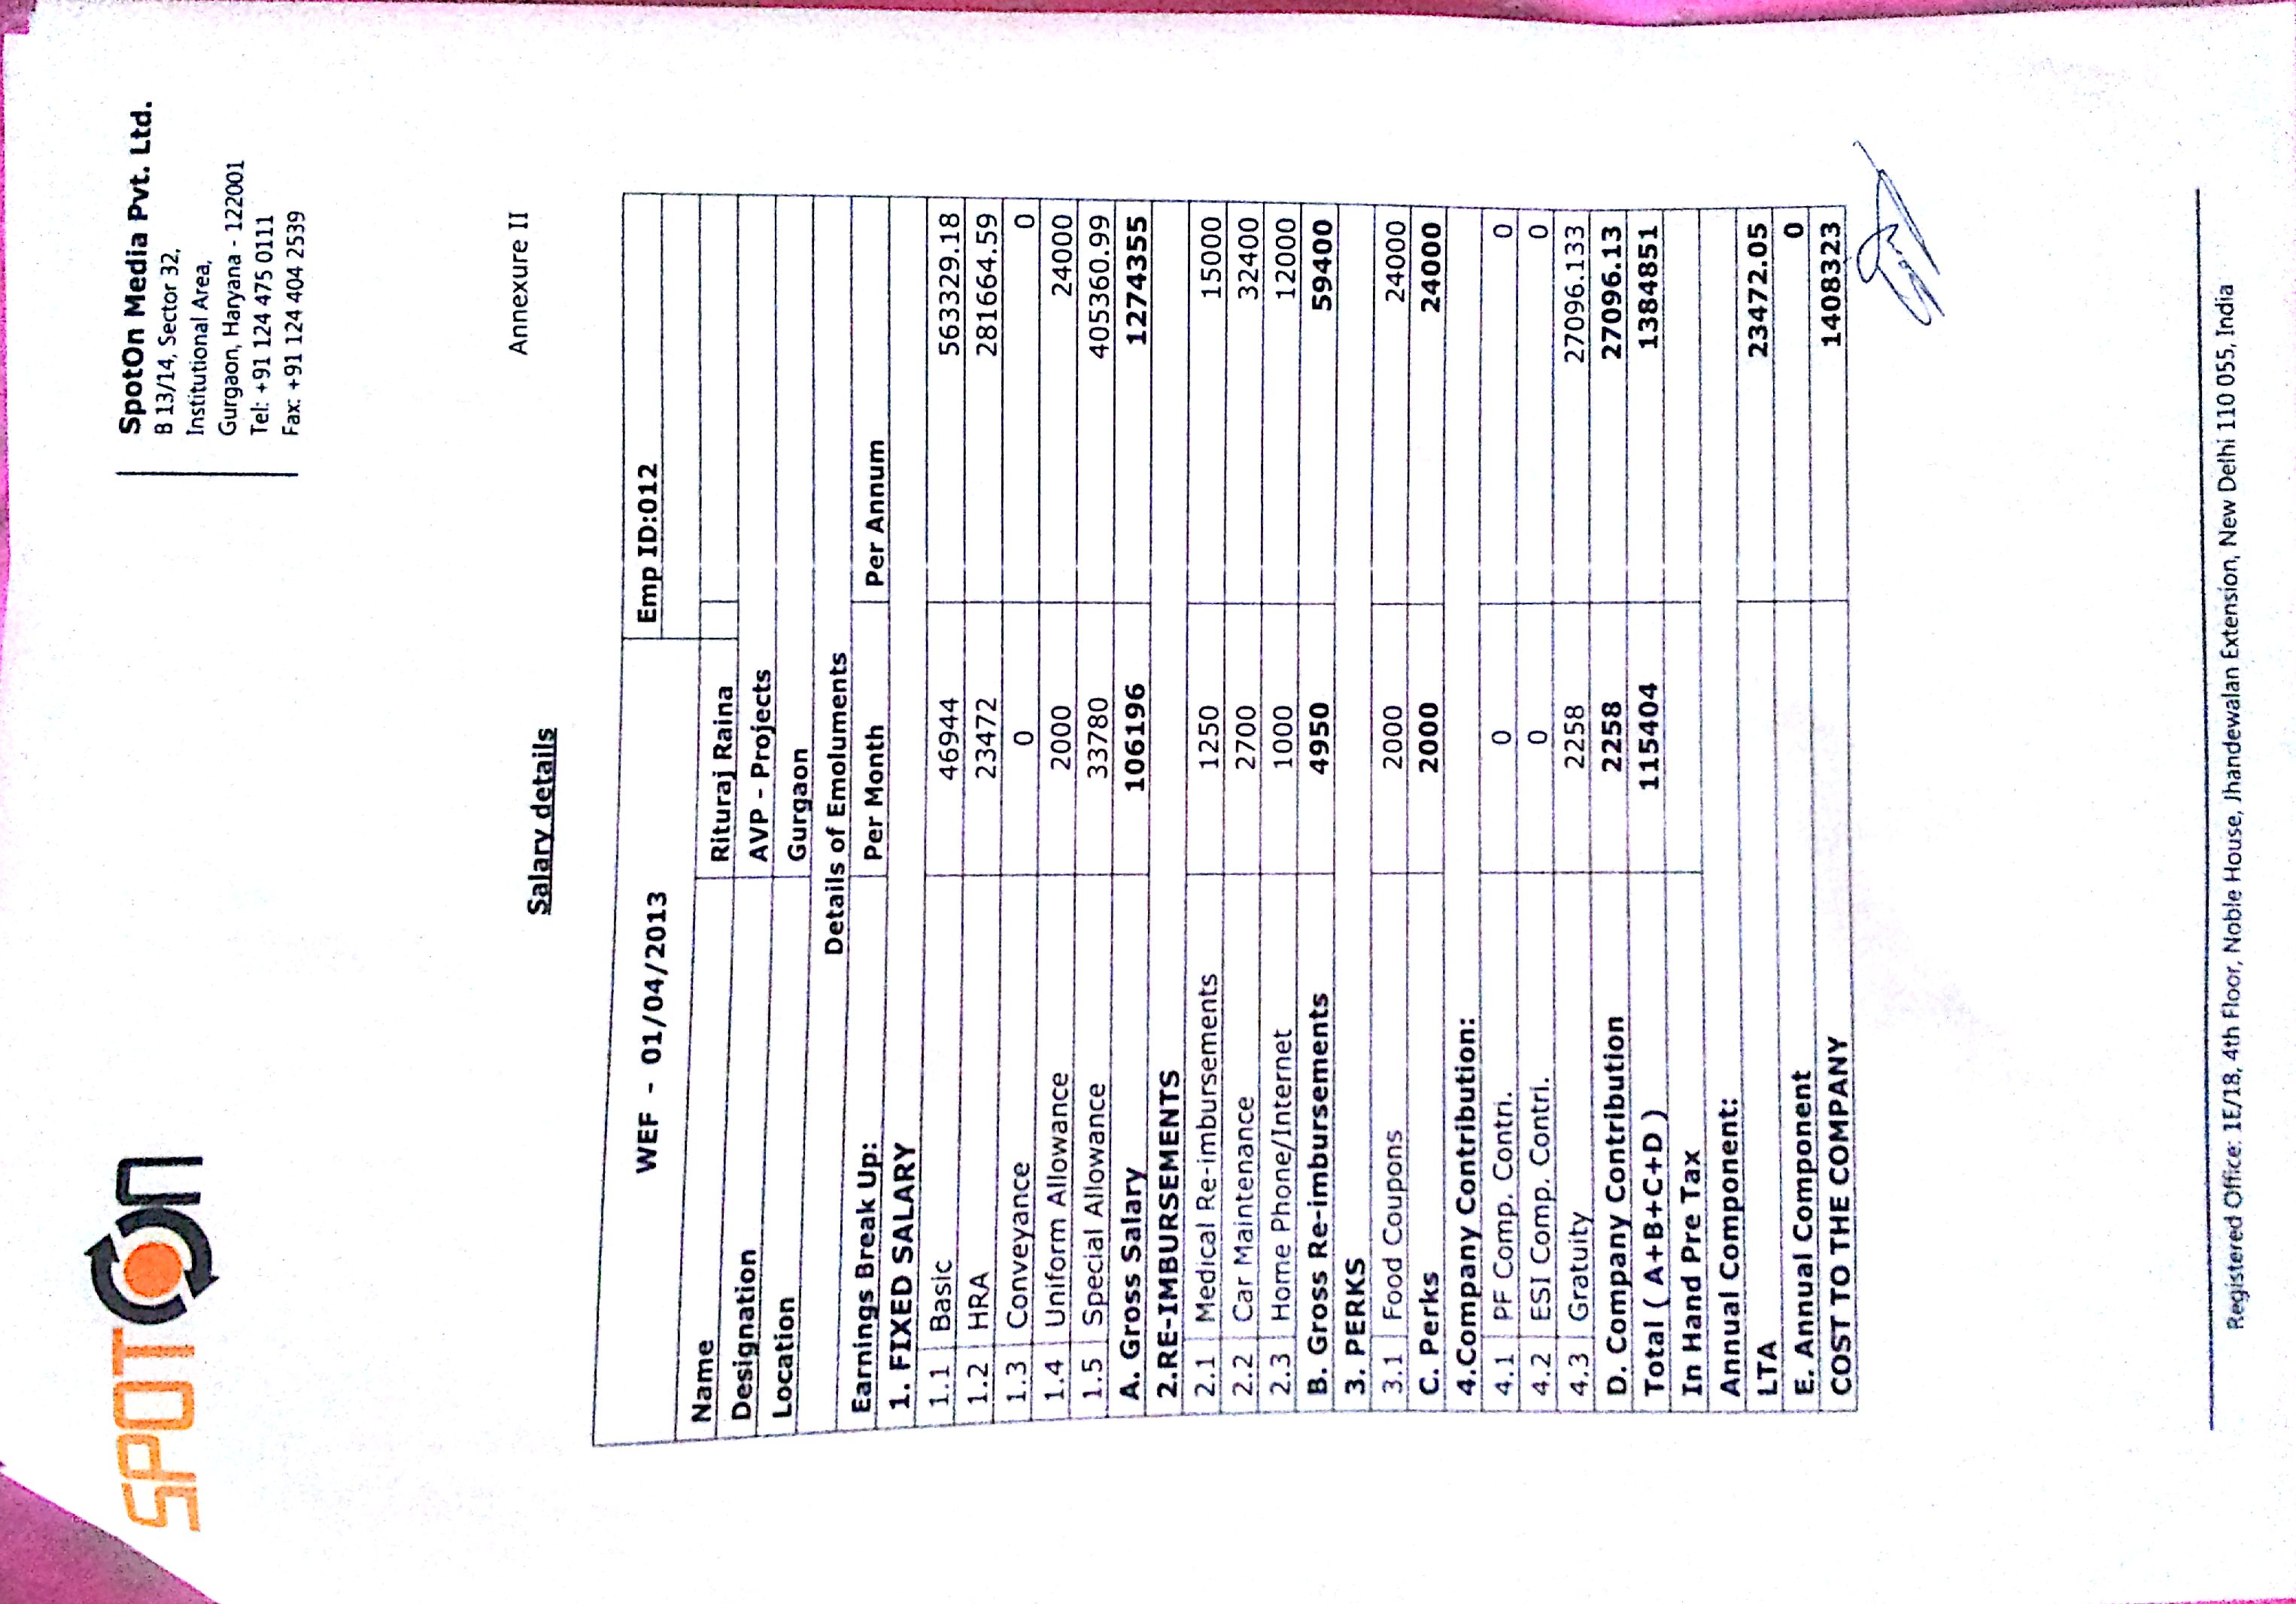 SPOTON
SpotOn Media Pvt. Ltd.
B 13/14, Sector 32,
Institutional Area,
Gurgaon, Haryana - 122001
Tel: +91 124 475 0111
Fax: +91 124 404 2539
Annexure II
Salary details
WEF - 01/04/2013 Emp ID:012
Name Rituraj Raina
Designation AVP - Projects
Location Gurgaon
Details of Emoluments
Earnings Break Up: Per Month Per Annum
1. FIXED SALARY
1.1 Basic 46944 563329.18
1.2 HRA 23472 281664.59
1.3 Conveyance 0 0
1.4 Uniform Allowance 2000 24000
1.5 Special Allowance 33780 405360.99
A. Gross Salary 106196 1274355
2.RE-IMBURSEMENTS
2.1 Medical Re-imbursements 1250 15000
2.2 Car Maintenance 2700 32400
2.3 Home Phone/Internet 1000 12000
B. Gross Re-imbursements 4950 59400
3. PERKS
3.1 Food Coupons 2000 24000
C. Perks 2000 24000
4.Company Contribution:
4.1 PF Comp. Contri. 0 0
4.2 ESI Comp. Contri. 0 0
4.3 Gratuity 2258 27096.133
D. Company Contribution 2258 27096.13
Total ( A+B+C+D ) 115404 1384851
In Hand Pre Tax
Annual Component:
LTA 23472.05
E. Annual Component 0
COST TO THE COMPANY 1408323
Registered Office: 1E/18, 4th Floor, Noble House, Jhandewalan Extension, New Delhi 110 055, India